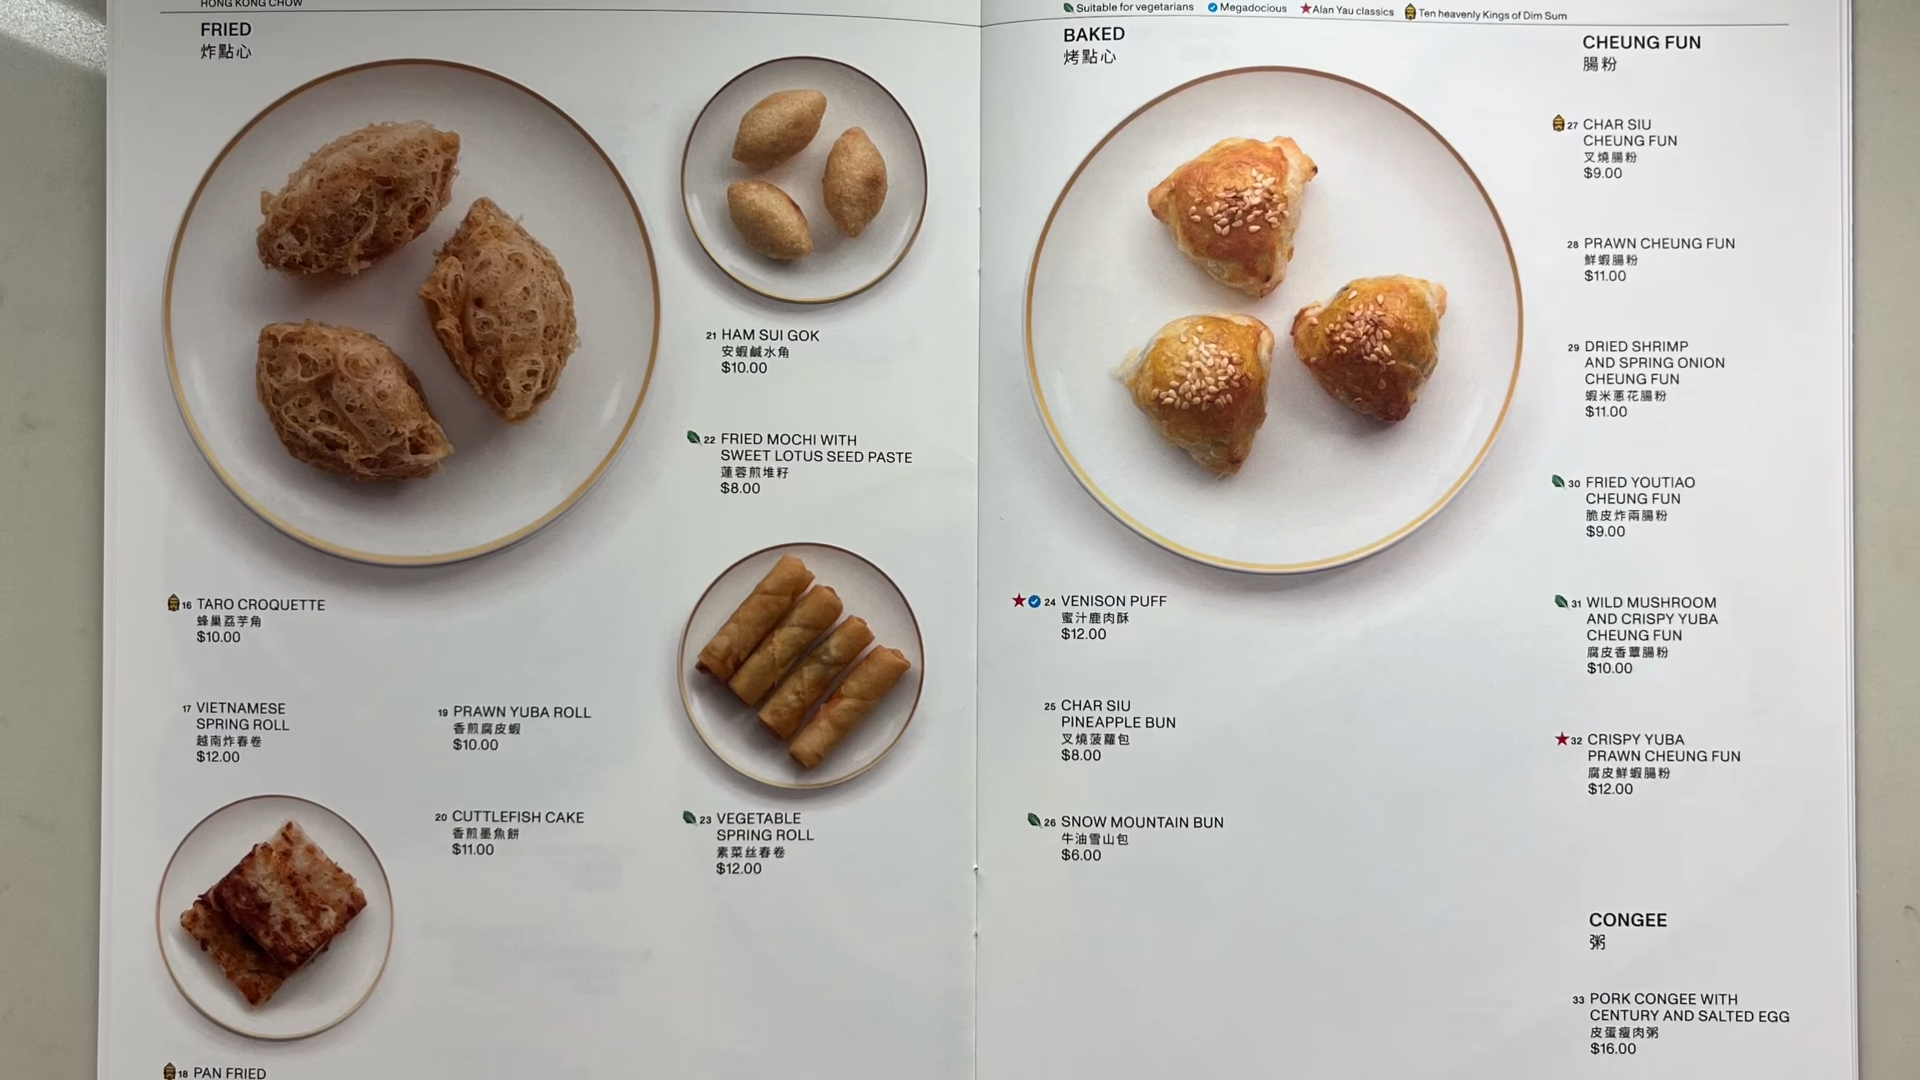 HONG KONG CHOW
FRIED
炸點心
21 HAM SUI GOK
安蝦鹹水角
$10.00
22 FRIED MOCHI WITH
SWEET LOTUS SEED PASTE
蓮蓉煎堆籽
$8.00
16 TARO CROQUETTE
蜂巢荔芋角
$10.00
17 VIETNAMESE
SPRING ROLL
越南炸春卷
$12.00
19 PRAWN YUBA ROLL
香煎腐皮蝦
$10.00
20 CUTTLEFISH CAKE
香煎墨魚餅
$11.00
23 VEGETABLE
SPRING ROLL
素菜丝春卷
$12.00
18 PAN FRIED
Suitable for vegetarians Megadocious Alan Yau classics Ten heavenly Kings of Dim Sum
BAKED
烤點心
24 VENISON PUFF
蜜汁鹿肉酥
$12.00
25 CHAR SIU
PINEAPPLE BUN
叉燒菠蘿包
$8.00
26 SNOW MOUNTAIN BUN
牛油雪山包
$6.00
CHEUNG FUN
腸粉
27 CHAR SIU
CHEUNG FUN
叉燒腸粉
$9.00
28 PRAWN CHEUNG FUN
鮮蝦腸粉
$11.00
29 DRIED SHRIMP
AND SPRING ONION
CHEUNG FUN
蝦米蔥花腸粉
$11.00
30 FRIED YOUTIAO
CHEUNG FUN
脆皮炸兩腸粉
$9.00
31 WILD MUSHROOM
AND CRISPY YUBA
CHEUNG FUN
腐皮香蕈腸粉
$10.00
32 CRISPY YUBA
PRAWN CHEUNG FUN
腐皮鮮蝦腸粉
$12.00
CONGEE
粥
33 PORK CONGEE WITH
CENTURY AND SALTED EGG
皮蛋瘦肉粥
$16.00